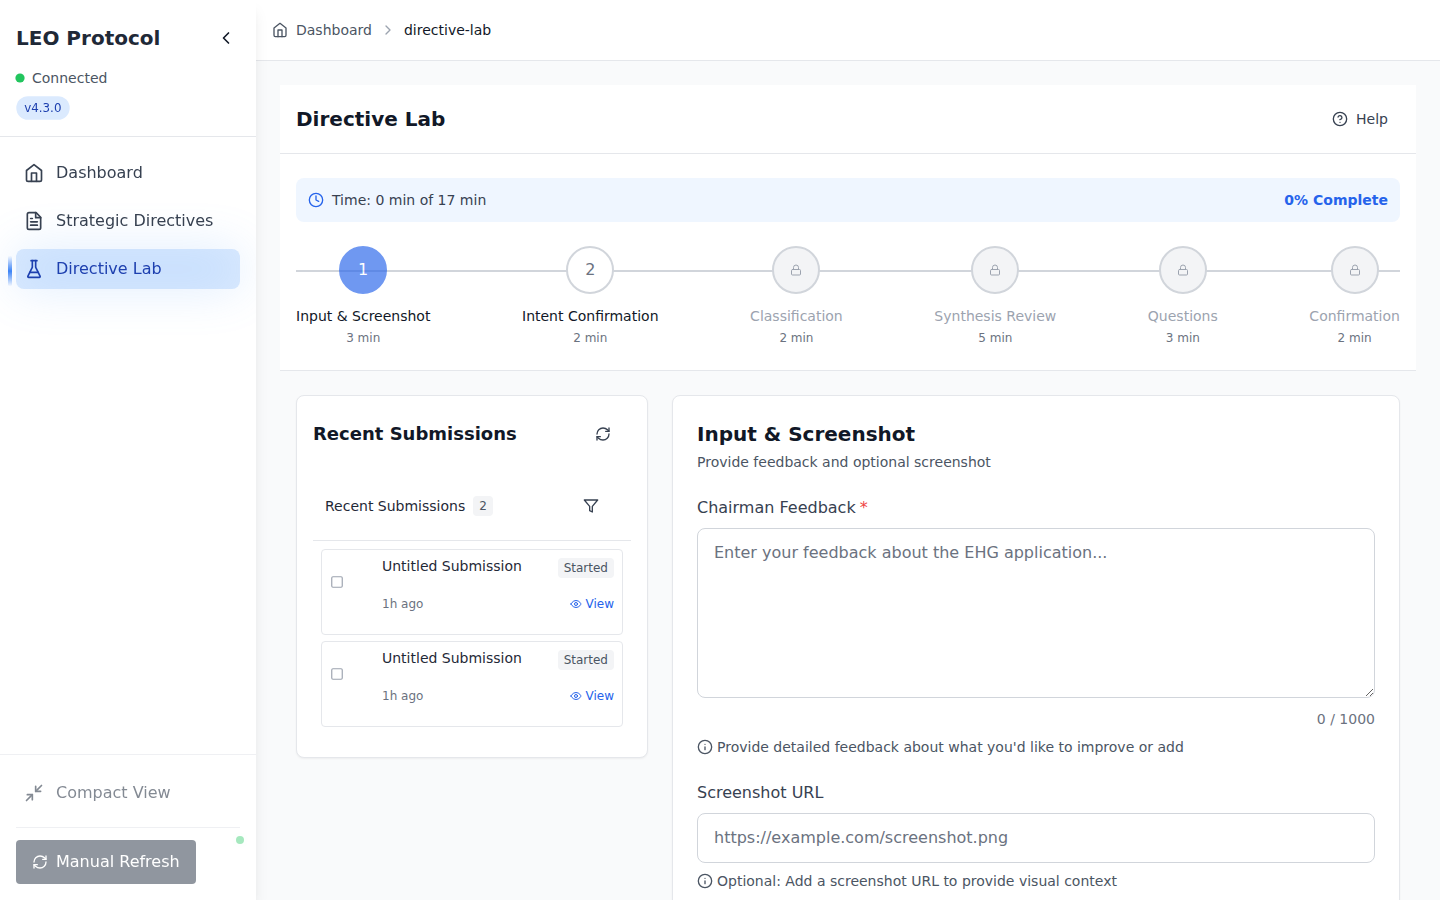 LEO Protocol
Connected
v4.3.0
Dashboard
Strategic Directives
Directive Lab
Compact View
Manual Refresh
Dashboard directive-lab
Directive Lab
Help
Time: 0 min of 17 min
0% Complete
1
Input & Screenshot
3 min
2
Intent Confirmation
2 min
Classification
2 min
Synthesis Review
5 min
Questions
3 min
Confirmation
2 min
Recent Submissions
Recent Submissions 2
Untitled Submission Started
1h ago View
Untitled Submission Started
1h ago View
Input & Screenshot
Provide feedback and optional screenshot
Chairman Feedback *
Enter your feedback about the EHG application...
0 / 1000
Provide detailed feedback about what you'd like to improve or add
Screenshot URL
https://example.com/screenshot.png
Optional: Add a screenshot URL to provide visual context